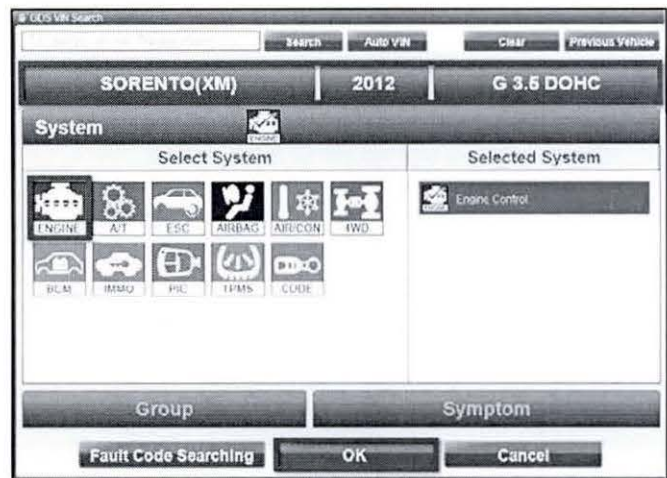 GDS VIN Search
Search Auto VIN Clear Previous Vehicle
SORENTO(XM) 2012 G 3.5 DOHC
System ENGINE
Select System Selected System
ENGINE A/T ESC AIRBAG AIR/CON 4WD
Engine Control
BCM IMMO PIC TPMS CODE
Group Symptom
Fault Code Searching OK Cancel